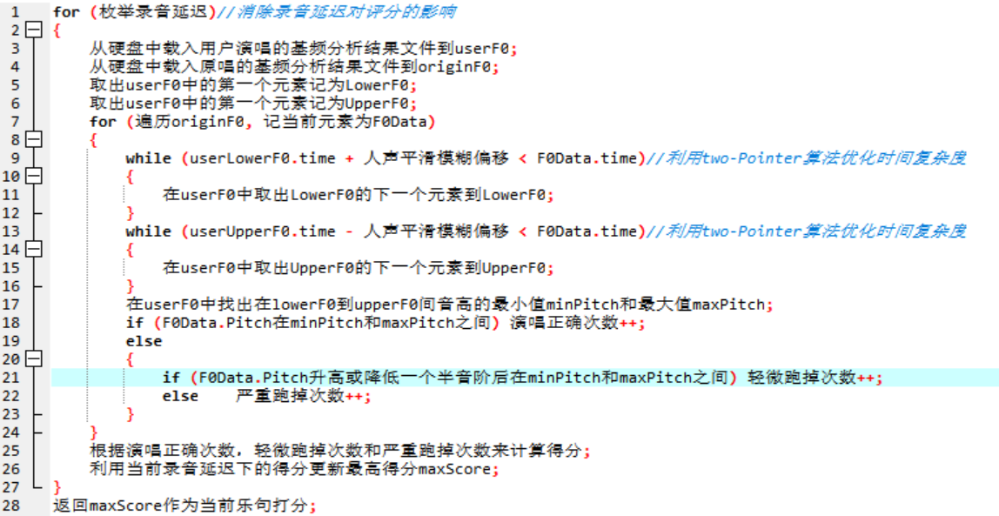 1 for (枚举录音延迟)//消除录音延迟对评分的影响
2 {
3 从硬盘中载入用户演唱的基频分析结果文件到userF0;
4 从硬盘中载入原唱的基频分析结果文件到originF0;
5 取出userF0中的第一个元素记为LowerF0;
6 取出userF0中的第一个元素记为UpperF0;
7 for (遍历originF0, 记当前元素为F0Data)
8 {
9 while (userLowerF0.time + 人声平滑模糊偏移 < F0Data.time)//利用two-Pointer算法优化时间复杂度
10 {
11 在userF0中取出LowerF0的下一个元素到LowerF0;
12 }
13 while (userUpperF0.time - 人声平滑模糊偏移 < F0Data.time)//利用two-Pointer算法优化时间复杂度
14 {
15 在userF0中取出UpperF0的下一个元素到UpperF0;
16 }
17 在userF0中找出在lowerF0到upperF0间音高的最小值minPitch和最大值maxPitch;
18 if (F0Data.Pitch在minPitch和maxPitch之间) 演唱正确次数++;
19 else
20 {
21 if (F0Data.Pitch升高或降低一个半音阶后在minPitch和maxPitch之间) 轻微跑掉次数++;
22 else 严重跑掉次数++;
23 }
24 }
25 根据演唱正确次数，轻微跑掉次数和严重跑掉次数来计算得分;
26 利用当前录音延迟下的得分更新最高得分maxScore;
27 }
28 返回maxScore作为当前乐句打分;